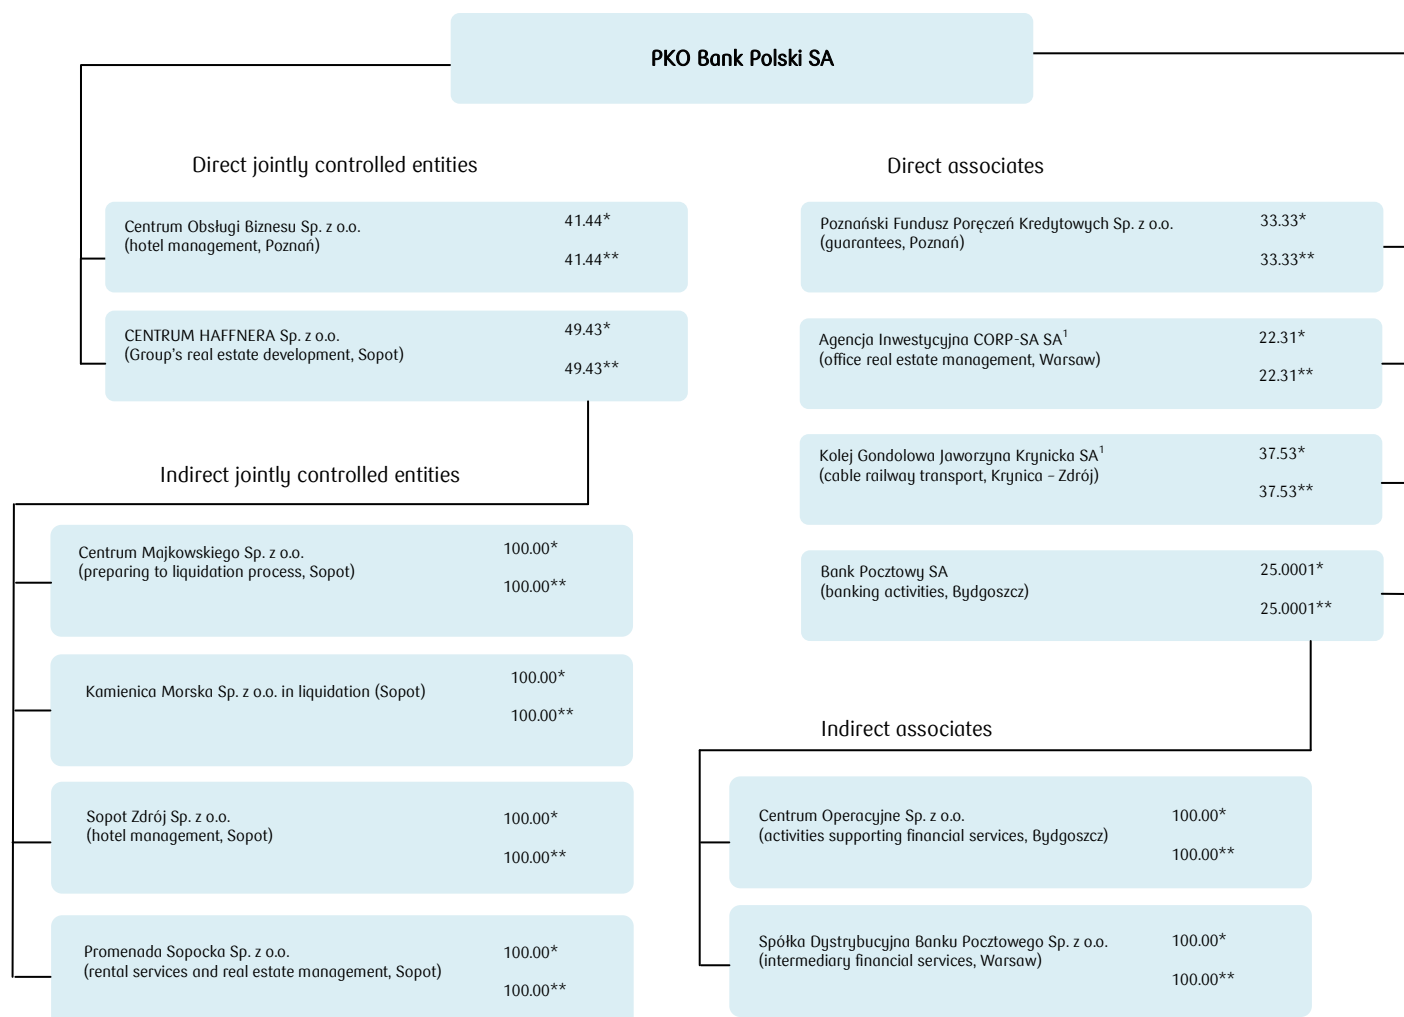 PKO Bank Polski SA
Direct jointly controlled entities
Centrum Obsługi Biznesu Sp. z o.o.
(hotel management, Poznań)
41.44*
41.44**
CENTRUM HAFFNERA Sp. z o.o.
(Group's real estate development, Sopot)
49.43*
49.43**
Indirect jointly controlled entities
Centrum Majkowskiego Sp. z o.o.
(preparing to liquidation process, Sopot)
100.00*
100.00**
Kamienica Morska Sp. z o.o. in liquidation (Sopot)
100.00*
100.00**
Sopot Zdrój Sp. z o.o.
(hotel management, Sopot)
100.00*
100.00**
Promenada Sopocka Sp. z o.o.
(rental services and real estate management, Sopot)
100.00*
100.00**
Direct associates
Poznański Fundusz Poręczeń Kredytowych Sp. z o.o.
(guarantees, Poznań)
33.33*
33.33**
Agencja Inwestycyjna CORP-SA SA¹
(office real estate management, Warsaw)
22.31*
22.31**
Kolej Gondolowa Jaworzyna Krynicka SA¹
(cable railway transport, Krynica – Zdrój)
37.53*
37.53**
Bank Pocztowy SA
(banking activities, Bydgoszcz)
25.0001*
25.0001**
Indirect associates
Centrum Operacyjne Sp. z o.o.
(activities supporting financial services, Bydgoszcz)
100.00*
100.00**
Spółka Dystrybucyjna Banku Pocztowego Sp. z o.o.
(intermediary financial services, Warsaw)
100.00*
100.00**